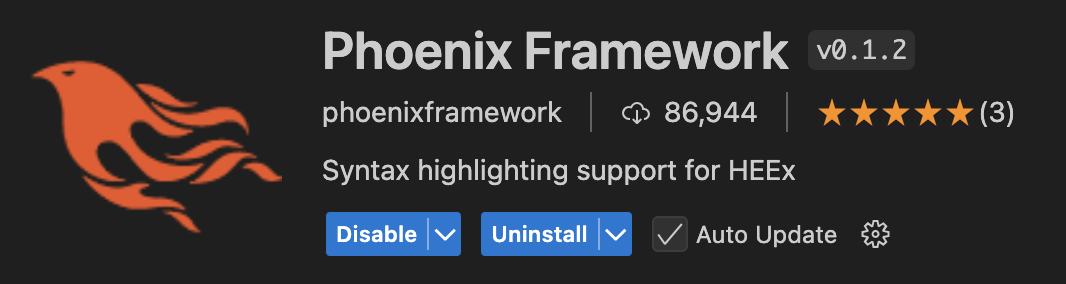 Phoenix Framework v0.1.2
phoenixframework 86,944 (3)
Syntax highlighting support for HEEx
Disable Uninstall Auto Update